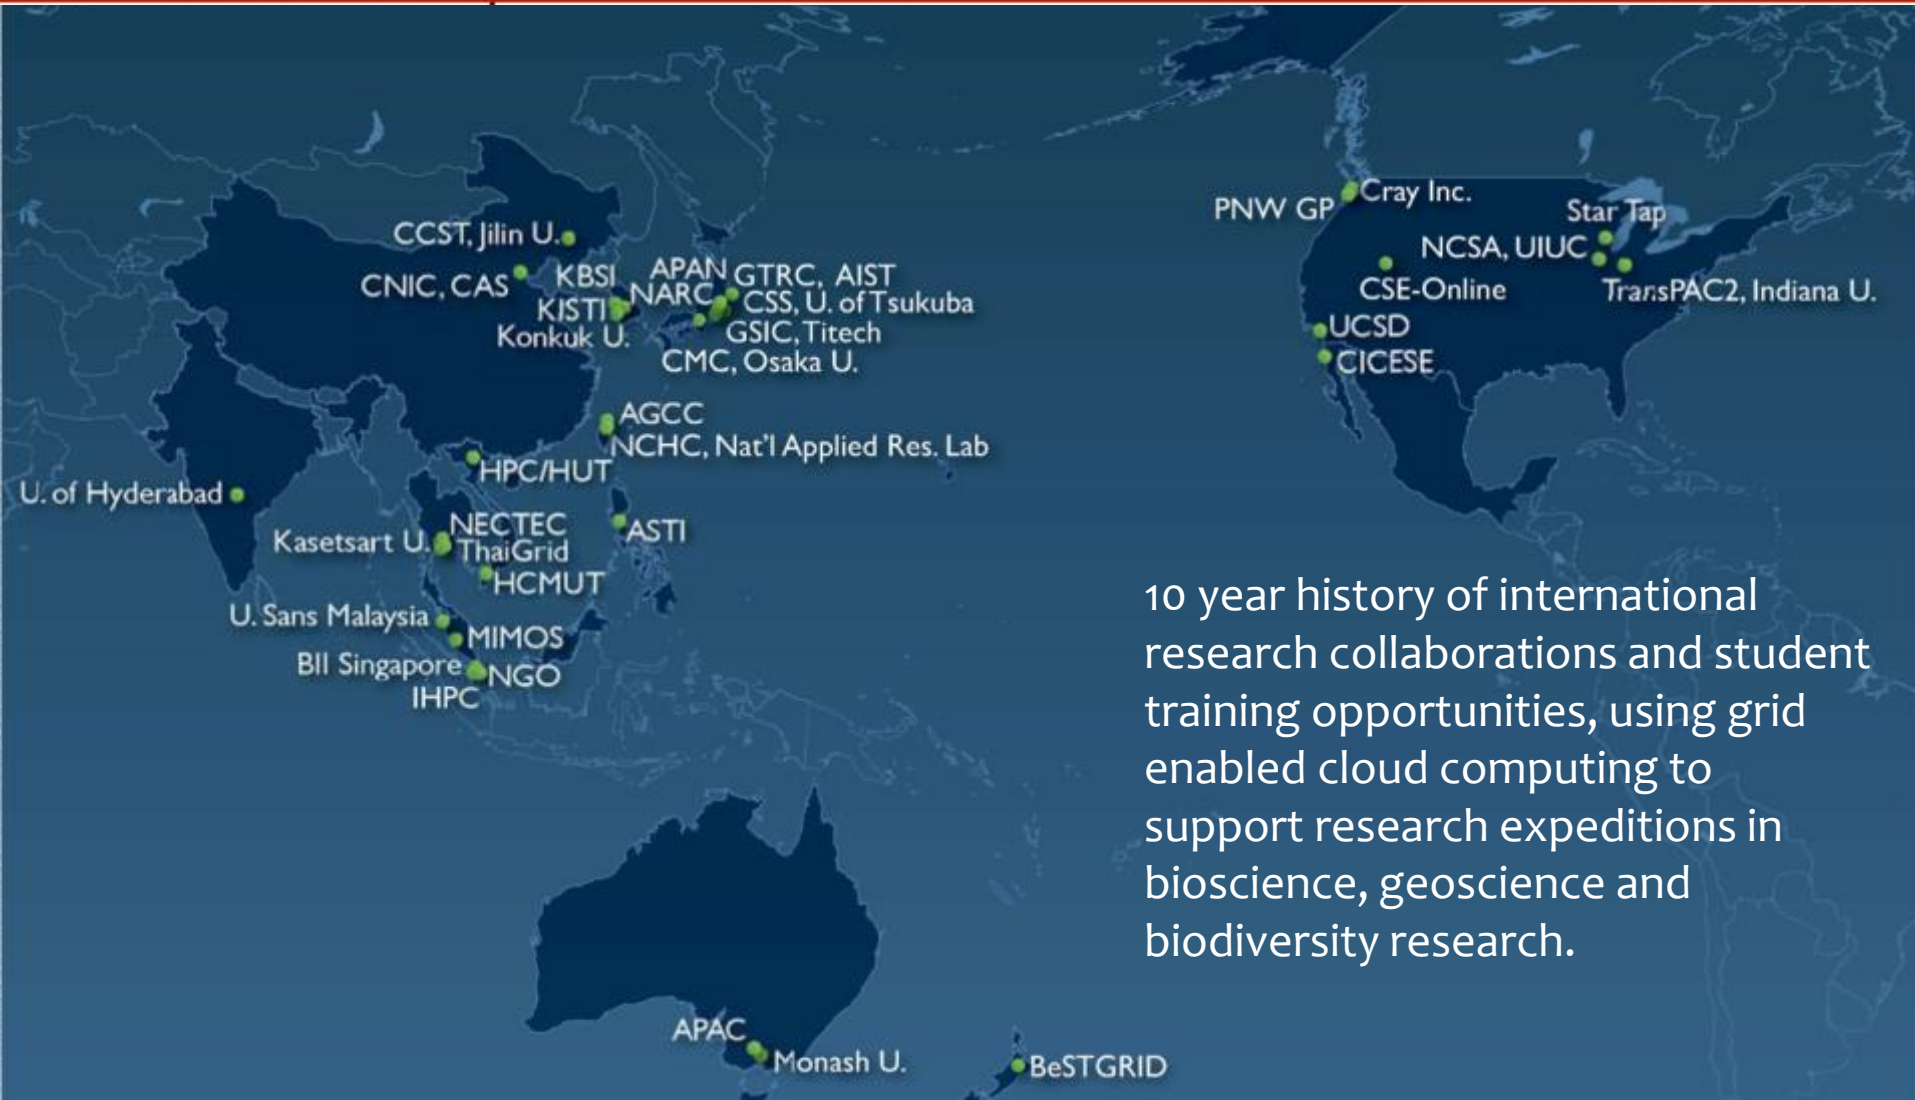 PNW GP
Cray Inc.
Star Tap
NCSA, UIUC
CSE-Online
TransPAC2, Indiana U.
UCSD
CICESE
CCST, Jilin U.
CNIC, CAS
KBSI
KISTI
Konkuk U.
APAN
NARC
GTRC, AIST
CSS, U. of Tsukuba
GSIC, Titech
CMC, Osaka U.
AGCC
NCHC, Nat'l Applied Res. Lab
HPC/HUT
U. of Hyderabad
NECTEC
Kasetsart U.
ThaiGrid
ASTI
HCMUT
U. Sans Malaysia
MIMOS
BII Singapore
NGO
IHPC
10 year history of international
research collaborations and student
training opportunities, using grid
enabled cloud computing to
support research expeditions in
bioscience, geoscience and
biodiversity research.
APAC
Monash U.
BeSTGRID